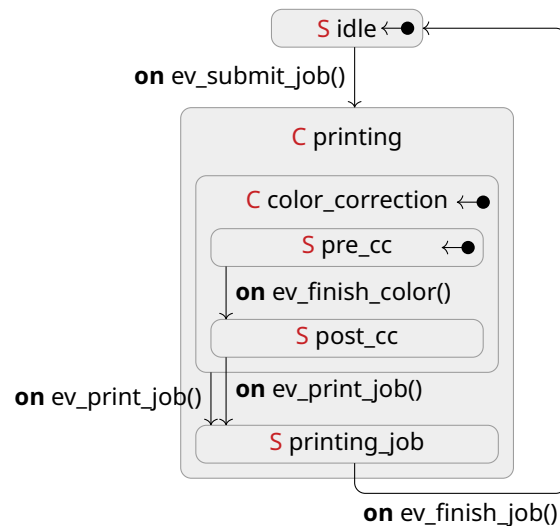 S idle
on ev_submit_job()
C printing
C color_correction
S pre_cc
on ev_finish_color()
S post_cc
on ev_print_job()
on ev_print_job()
S printing_job
on ev_finish_job()